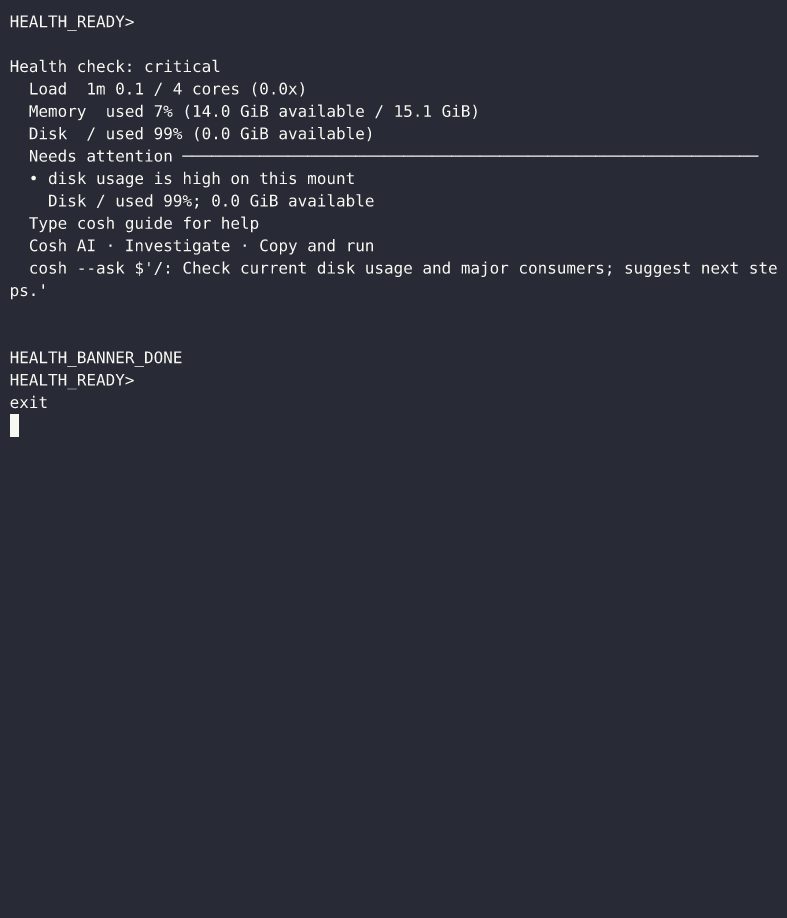 HEALTH_READY>
Health check: critical
Load  1m 0.1 / 4 cores (0.0x)
Memory  used 7% (14.0 GiB available / 15.1 GiB)
Disk  / used 99% (0.0 GiB available)
Needs attention ────────────────────────────────────────────────────────────
• disk usage is high on this mount
Disk / used 99%; 0.0 GiB available
Type cosh guide for help
Cosh AI · Investigate · Copy and run
cosh --ask $'/: Check current disk usage and major consumers; suggest next ste
ps.'
HEALTH_BANNER_DONE
HEALTH_READY>
exit